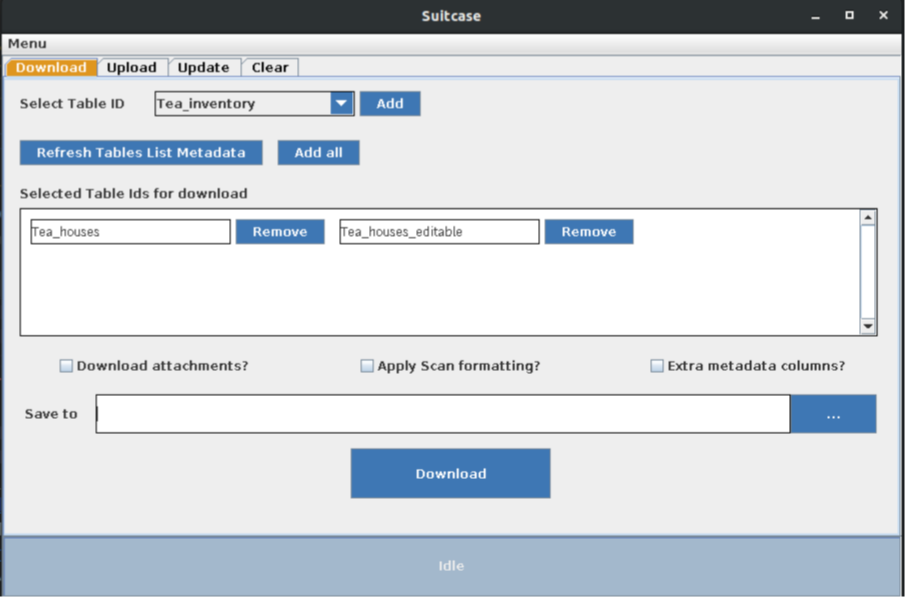 Suitcase
Menu
Download Upload Update Clear
Select Table ID Tea_inventory Add
Refresh Tables List Metadata Add all
Selected Table Ids for download
Tea_houses Remove Tea_houses_editable Remove
Download attachments? Apply Scan formatting? Extra metadata columns?
Save to ...
Download
Idle